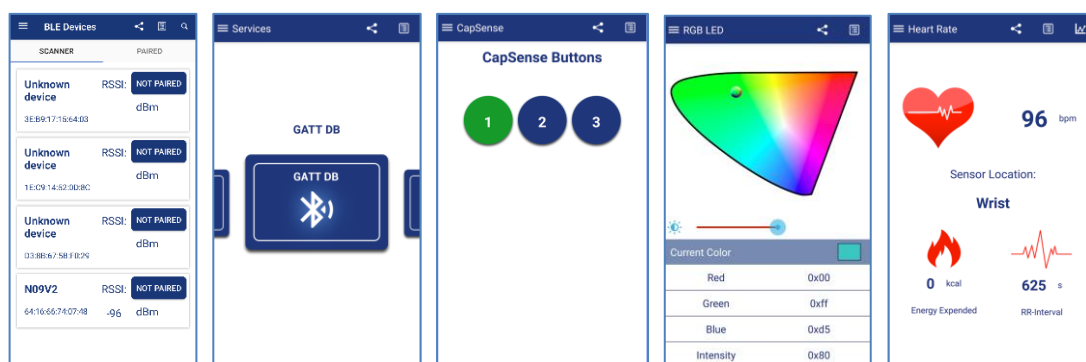 BLE Devices
SCANNER PAIRED
Unknown device RSSI: NOT PAIRED
dBm
3E:B9:17:15:64:03
Unknown device RSSI: NOT PAIRED
dBm
1E:C9:14:52:0D:8C
Unknown device RSSI: NOT PAIRED
dBm
D3:8B:67:5B:F0:29
N09V2 RSSI: NOT PAIRED
64:16:66:74:07:48 -96 dBm
Services
GATT DB
GATT DB
CapSense
CapSense Buttons
1 2 3
RGB LED
Current Color
Red 0x00
Green 0xff
Blue 0xd5
Intensity 0x80
Heart Rate
96 bpm
Sensor Location:
Wrist
0 kcal 625 s
Energy Expended RR-Interval